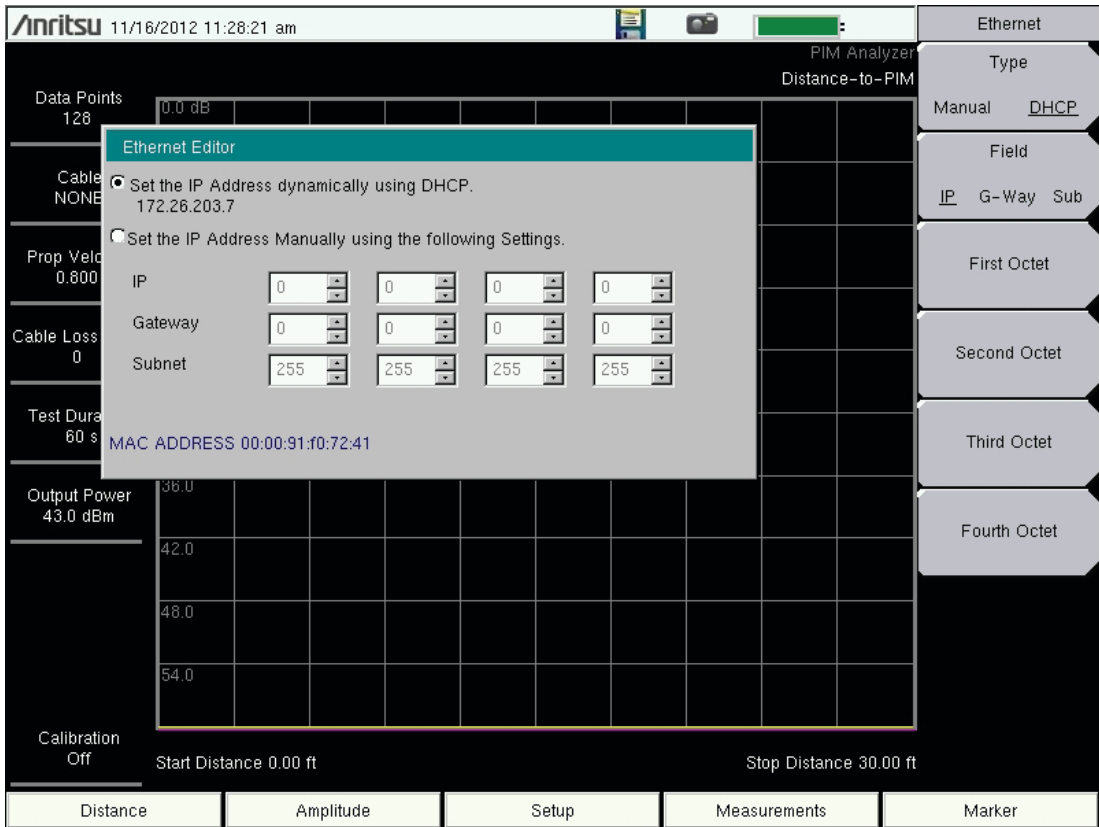 Anritsu 11/16/2012 11:28:21 am
Ethernet
PIM Analyzer
Distance-to-PIM
Type
Manual DHCP
Data Points
128
0.0 dB
Ethernet Editor
Field
IP G-Way Sub
Cable
NONE
Set the IP Address dynamically using DHCP.
172.26.203.7
Set the IP Address Manually using the following Settings.
Prop Velo
0.800
IP 0 0 0 0
First Octet
Gateway 0 0 0 0
Cable Loss
0
Subnet 255 255 255 255
Second Octet
Test Dura
60 s
MAC ADDRESS 00:00:91:f0:72:41
Third Octet
Output Power
43.0 dBm
36.0
Fourth Octet
42.0
48.0
54.0
Calibration
Off
Start Distance 0.00 ft
Stop Distance 30.00 ft
Distance
Amplitude
Setup
Measurements
Marker